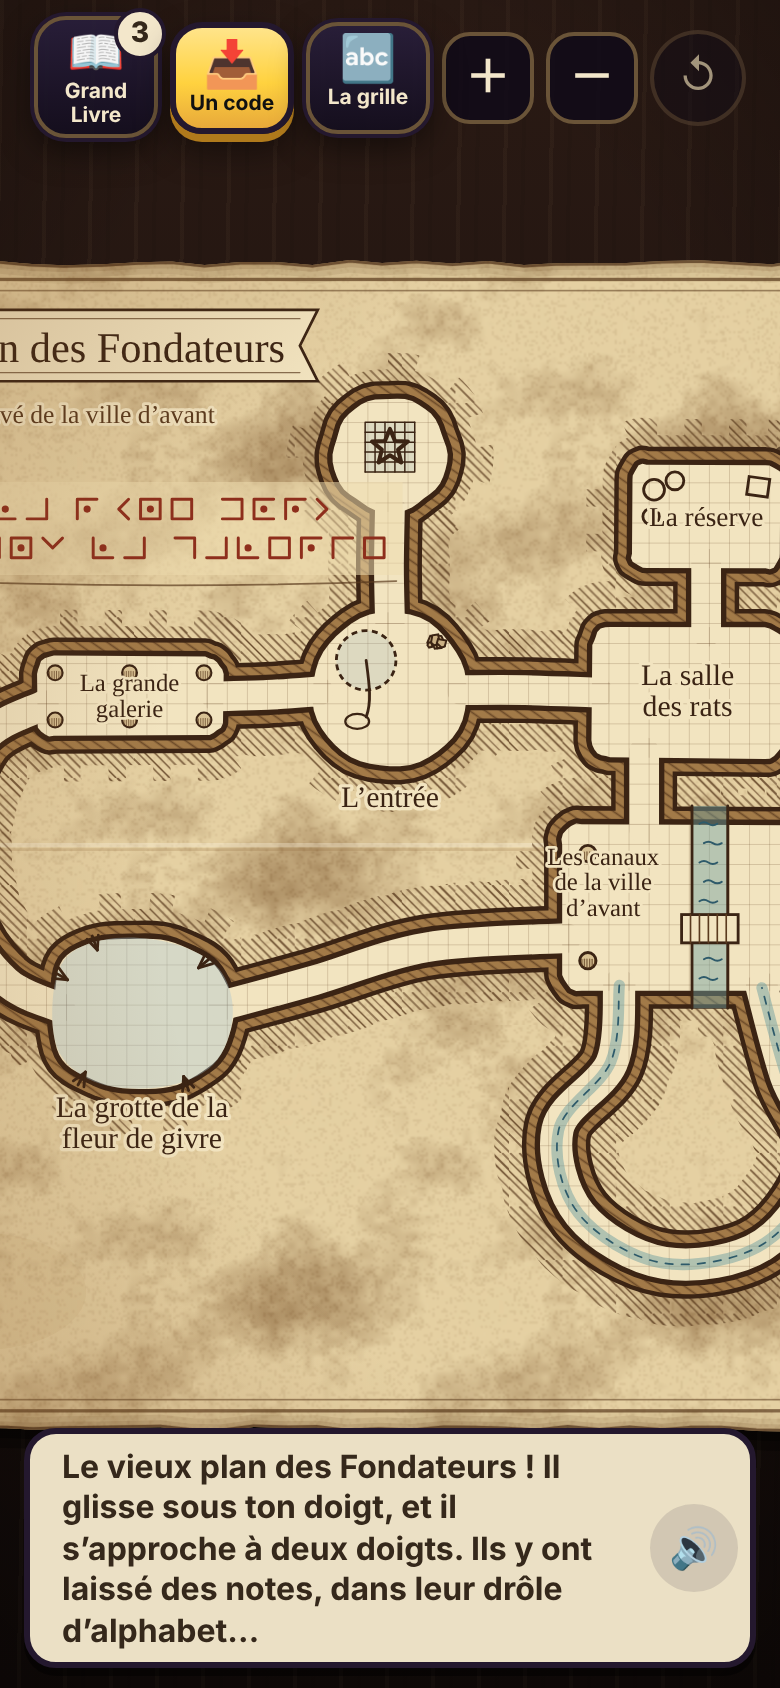 3
Grand
Livre
Un code
abc
La grille
n des Fondateurs
vé de la ville d’avant
La réserve
La grande
galerie
La salle
des rats
L’entrée
Les canaux
de la ville
d’avant
La grotte de la
fleur de givre
Le vieux plan des Fondateurs ! Il
glisse sous ton doigt, et il
s’approche à deux doigts. Ils y ont
laissé des notes, dans leur drôle
d’alphabet…